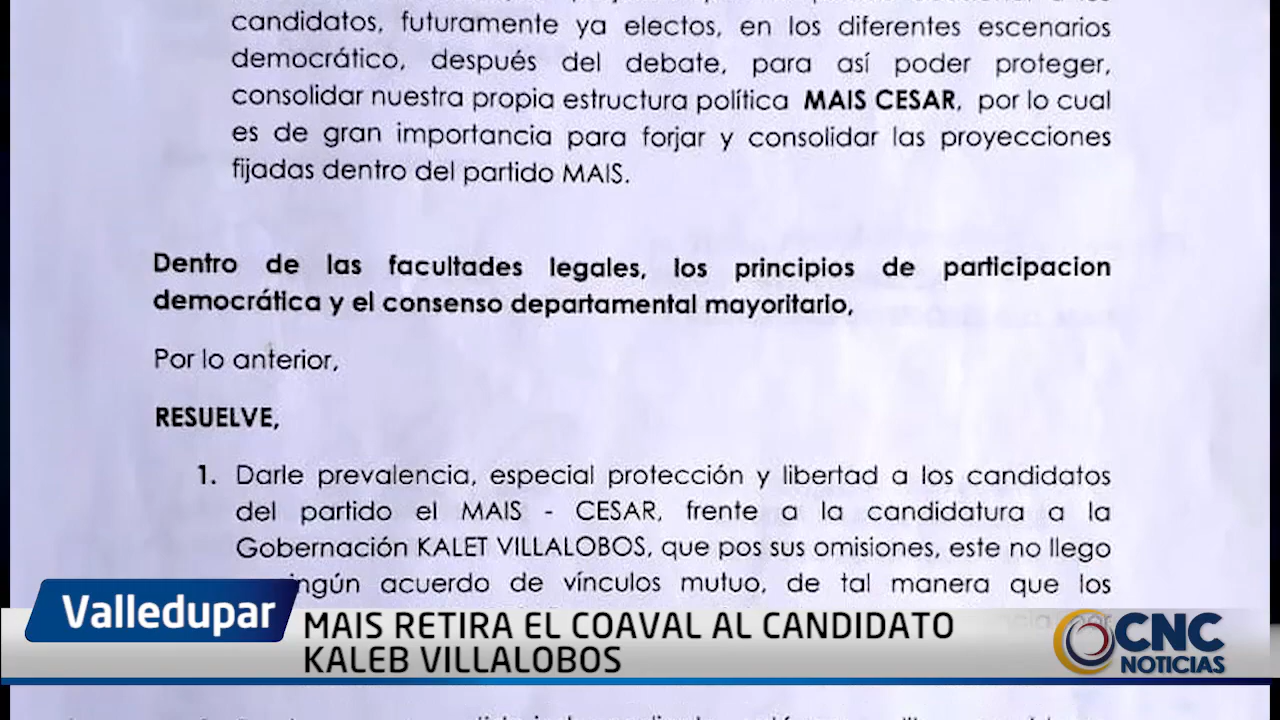 candidatos, futuramente ya electos, en los diferentes escenarios
democrático, después del debate, para así poder proteger,
consolidar nuestra propia estructura política MAIS CESAR, por lo cual
es de gran importancia para forjar y consolidar las proyecciones
fijadas dentro del partido MAIS.
Dentro de las facultades legales, los principios de participacion
democrática y el consenso departamental mayoritario,
Por lo anterior,
RESUELVE,
1. Darle prevalencia, especial protección y libertad a los candidatos
del partido el MAIS - CESAR, frente a la candidatura a la
Gobernación KALET VILLALOBOS, que pos sus omisiones, este no llego
acuerdo de vínculos mutuo, de tal manera que los
Valledupar
MAIS RETIRA EL COAVAL AL CANDIDATO
KALEB VILLALOBOS
CNC
NOTICIAS